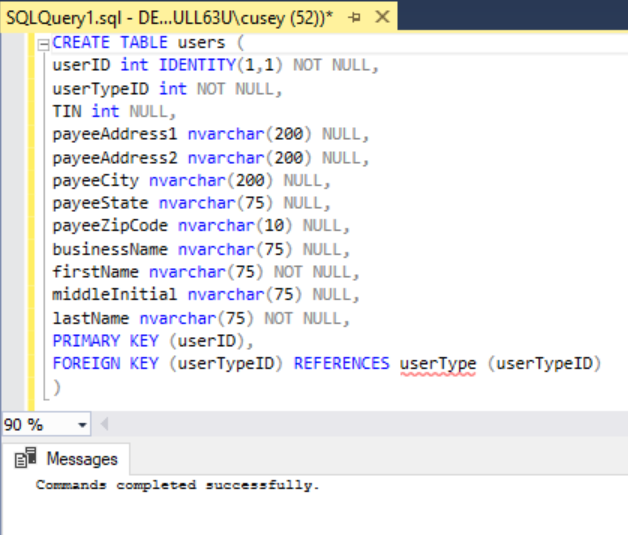 SQLQuery1.sql - DE...ULL63U\cusey (52))*
CREATE TABLE users (
userID int IDENTITY(1,1) NOT NULL,
userTypeID int NOT NULL,
TIN int NULL,
payeeAddress1 nvarchar(200) NULL,
payeeAddress2 nvarchar(200) NULL,
payeeCity nvarchar(200) NULL,
payeeState nvarchar(75) NULL,
payeeZipCode nvarchar(10) NULL,
businessName nvarchar(75) NULL,
firstName nvarchar(75) NOT NULL,
middleInitial nvarchar(75) NULL,
lastName nvarchar(75) NOT NULL,
PRIMARY KEY (userID),
FOREIGN KEY (userTypeID) REFERENCES userType (userTypeID)
)
90 %
Messages
Commands completed successfully.